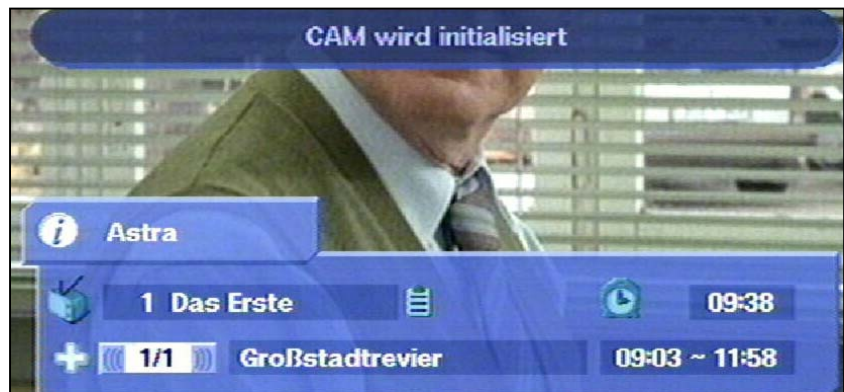 CAM wird initialisiert
i Astra
1 Das Erste 09:38
1/1 Großstadtrevier 09:03 ~ 11:58